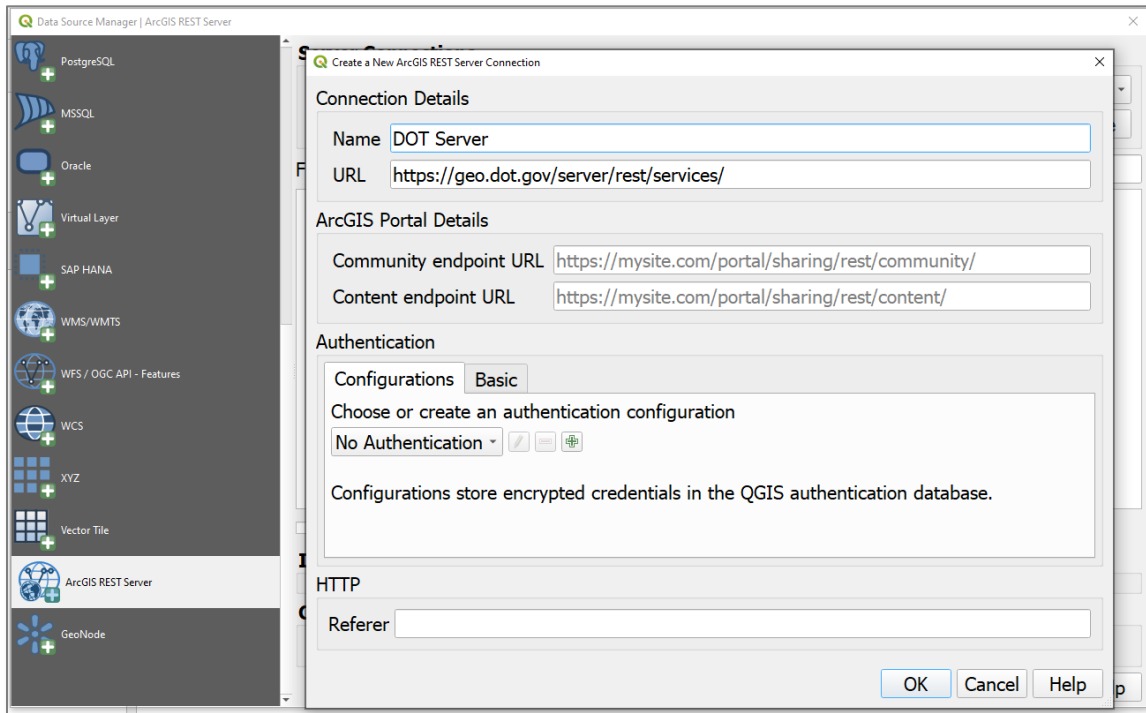 Data Source Manager | ArcGIS REST Server
PostgreSQL
MSSQL
Oracle
Virtual Layer
SAP HANA
WMS/WMTS
WFS / OGC API - Features
WCS
XYZ
Vector Tile
ArcGIS REST Server
GeoNode
Create a New ArcGIS REST Server Connection
Connection Details
Name DOT Server
URL https://geo.dot.gov/server/rest/services/
ArcGIS Portal Details
Community endpoint URL https://mysite.com/portal/sharing/rest/community/
Content endpoint URL https://mysite.com/portal/sharing/rest/content/
Authentication
Configurations Basic
Choose or create an authentication configuration
No Authentication
Configurations store encrypted credentials in the QGIS authentication database.
HTTP
Referer
OK Cancel Help